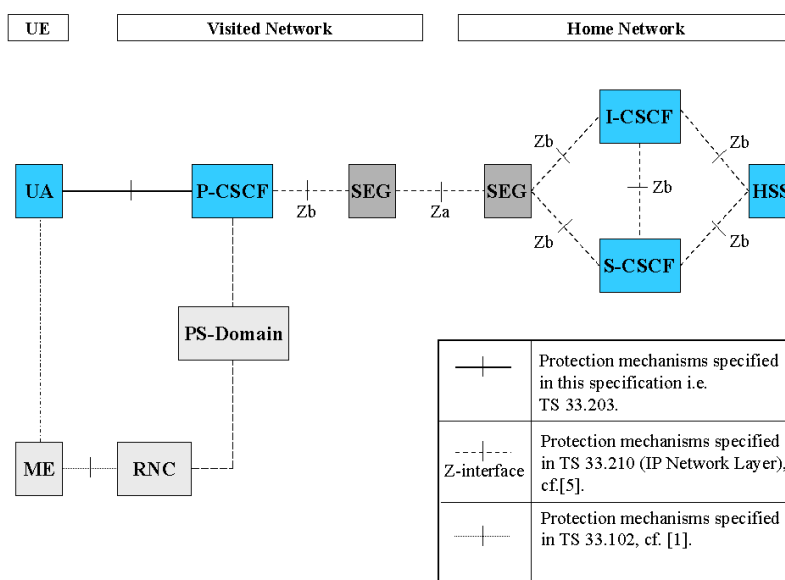 UE
Visited Network
Home Network
I-CSCF
Zb
Zb
UA
P-CSCF
SEG
SEG
Zb
HSS
Zb
Za
Zb
Zb
S-CSCF
PS-Domain
Protection mechanisms specified
in this specification i.e.
TS 33.203.
ME
RNC
Z-interface
Protection mechanisms specified
in TS 33.210 (IP Network Layer),
cf.[5].
Protection mechanisms specified
in TS 33.102, cf. [1].